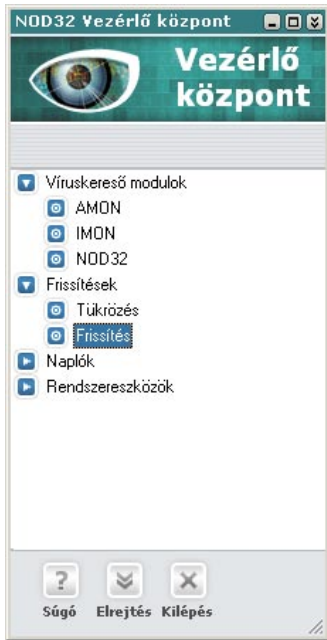 NOD32 Vezérlő központ
Vezérlő
központ
Víruskereső modulok
AMON
IMON
NOD32
Frissítések
Tükrözés
Frissítés
Naplók
Rendszereszközök
?
Súgó Elrejtés Kilépés